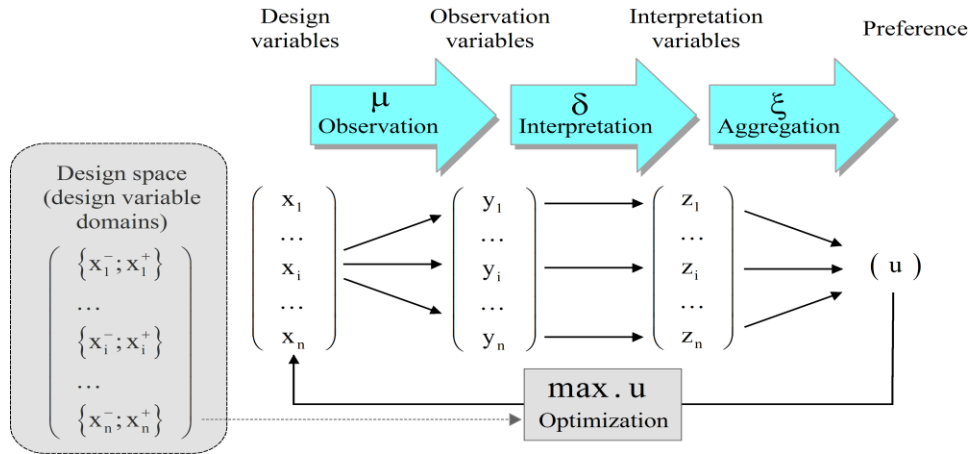 Design
variables
Observation
variables
Interpretation
variables
Preference
μ
Observation
δ
Interpretation
ξ
Aggregation
Design space
(design variable
domains)
{x₁⁻;x₁⁺}
...
{xᵢ⁻;xᵢ⁺}
...
{xₙ⁻;xₙ⁺}
x₁
...
xᵢ
...
xₙ
y₁
...
yᵢ
...
yₙ
z₁
...
zᵢ
...
zₙ
( u )
max . u
Optimization